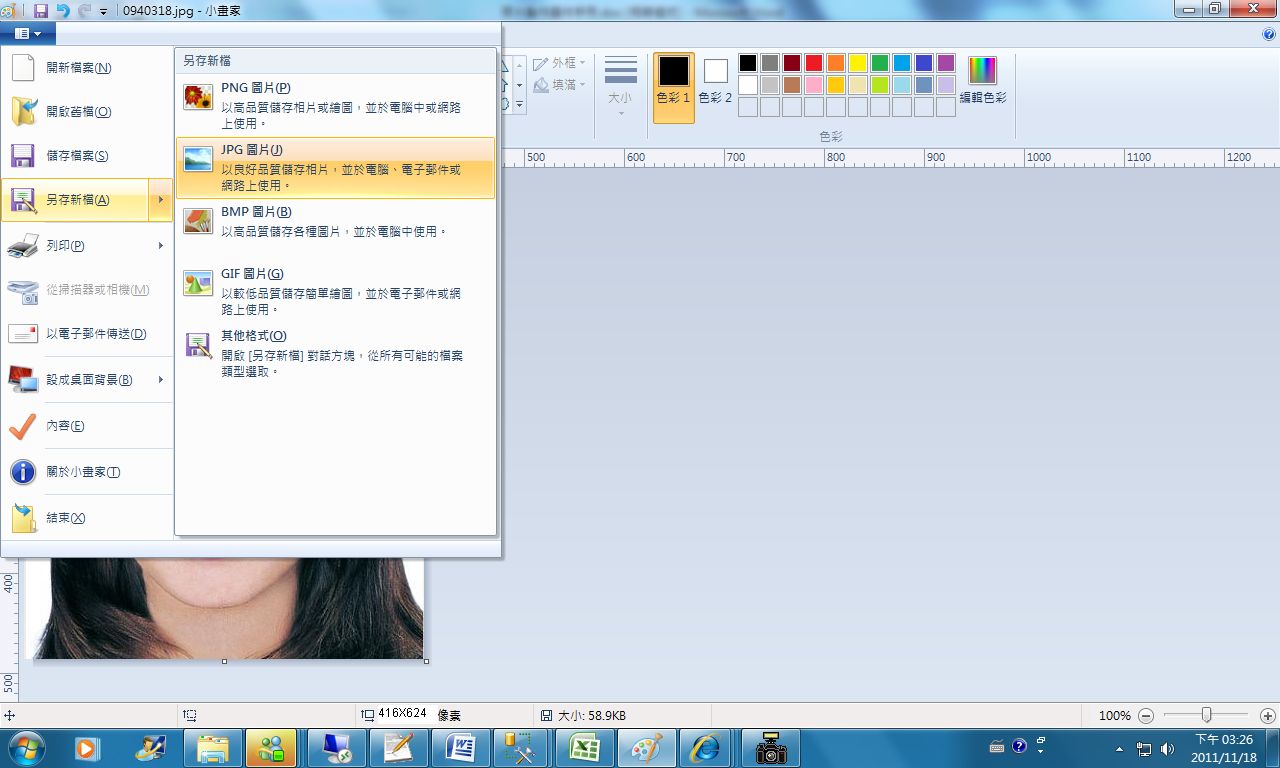 0940318.jpg - 小畫家
開新檔案(N)
開啟舊檔(O)
儲存檔案(S)
另存新檔(A)
列印(P)
從掃描器或相機(M)
以電子郵件傳送(D)
設成桌面背景(B)
內容(E)
關於小畫家(T)
結束(X)
另存新檔
PNG 圖片(P)
以高品質儲存相片或繪圖，並於電腦中或網路
上使用。
JPG 圖片(J)
以良好品質儲存相片，並於電腦、電子郵件或
網路上使用。
BMP 圖片(B)
以高品質儲存各種圖片，並於電腦中使用。
GIF 圖片(G)
以較低品質儲存簡單繪圖，並於電子郵件或網
路上使用。
其他格式(O)
開啟 [另存新檔] 對話方塊，從所有可能的檔案
類型選取。
外框
填滿
大小
色彩 1
色彩 2
編輯色彩
色彩
500 600 700 800 900 1000 1100 1200
400
500
416X624 像素
大小: 58.9KB
100%
下午 03:26
2011/11/18